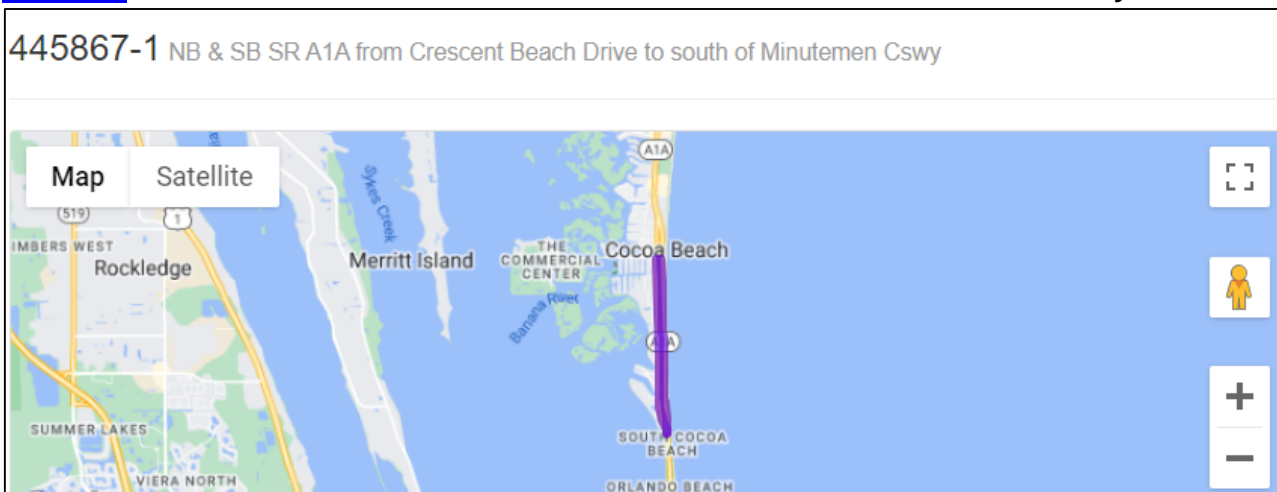 445867-1 NB & SB SR A1A from Crescent Beach Drive to south of Minutemen Cswy
Map
Satellite
A1A
519
1
Sykes Creek
IMBERS WEST
Rockledge
Merritt Island
THE
COMMERCIAL
CENTER
Cocoa Beach
Banana River
A1A
SUMMER LAKES
SOUTH COCOA
BEACH
VIERA NORTH
ORLANDO BEACH